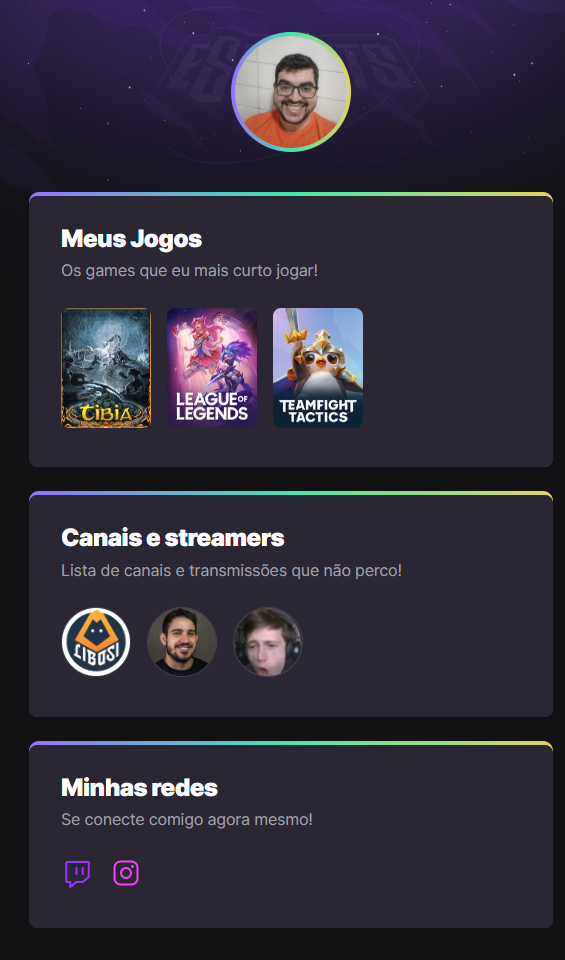 ESPORTS
Meus Jogos
Os games que eu mais curto jogar!
TIBIA
LEAGUE OF
LEGENDS
TEAMFIGHT
TACTICS
Canais e streamers
Lista de canais e transmissões que não perco!
LIBOSI
Minhas redes
Se conecte comigo agora mesmo!